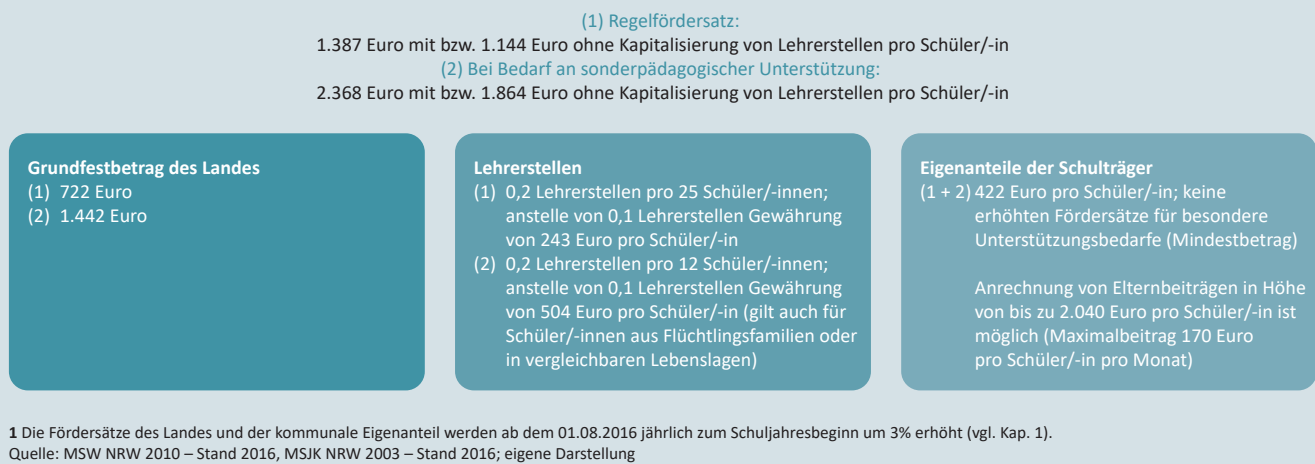 (1) Regelfördersatz:
1.387 Euro mit bzw. 1.144 Euro ohne Kapitalisierung von Lehrerstellen pro Schüler/-in
(2) Bei Bedarf an sonderpädagogischer Unterstützung:
2.368 Euro mit bzw. 1.864 Euro ohne Kapitalisierung von Lehrerstellen pro Schüler/-in
Grundfestbetrag des Landes
(1) 722 Euro
(2) 1.442 Euro
Lehrerstellen
(1) 0,2 Lehrerstellen pro 25 Schüler/-innen;
anstelle von 0,1 Lehrerstellen Gewährung
von 243 Euro pro Schüler/-in
(2) 0,2 Lehrerstellen pro 12 Schüler/-innen;
anstelle von 0,1 Lehrerstellen Gewährung
von 504 Euro pro Schüler/-in (gilt auch für
Schüler/-innen aus Flüchtlingsfamilien oder
in vergleichbaren Lebenslagen)
Eigenanteile der Schulträger
(1 + 2) 422 Euro pro Schüler/-in; keine
erhöhten Fördersätze für besondere
Unterstützungsbedarfe (Mindestbetrag)
Anrechnung von Elternbeiträgen in Höhe
von bis zu 2.040 Euro pro Schüler/-in ist
möglich (Maximalbeitrag 170 Euro
pro Schüler/-in pro Monat)
1 Die Fördersätze des Landes und der kommunale Eigenanteil werden ab dem 01.08.2016 jährlich zum Schuljahresbeginn um 3% erhöht (vgl. Kap. 1).
Quelle: MSW NRW 2010 – Stand 2016, MSJK NRW 2003 – Stand 2016; eigene Darstellung